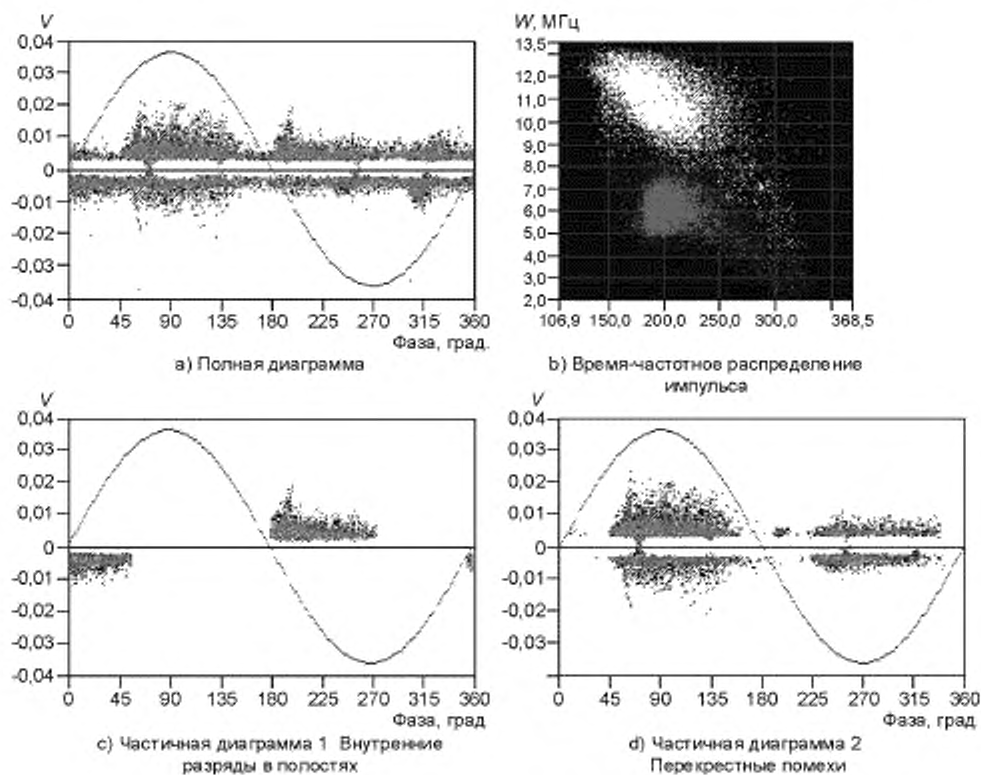 V
0,04
0,03
0,02
0,01
0
-0,01
-0,02
-0,03
-0,04
0 45 90 135 180 225 270 315 360
Фаза, град.
a) Полная диаграмма
W, МГц
13,5
12,0
11,0
10,0
9,0
8,0
7,0
6,0
5,0
4,0
3,0
2,0
106,9 150,0 200,0 250,0 300,0 368,5
b) Время-частотное распределение
импульса
V
0,04
0,03
0,02
0,01
0
-0,01
-0,02
-0,03
-0,04
0 45 90 135 180 225 270 315 360
Фаза, град
c) Частичная диаграмма 1 Внутренние
разряды в полостях
V
0,04
0,03
0,02
0,01
0
-0,01
-0,02
-0,03
0 45 90 135 180 225 270 315 360
Фаза, град
d) Частичная диаграмма 2
Перекрестные помехи